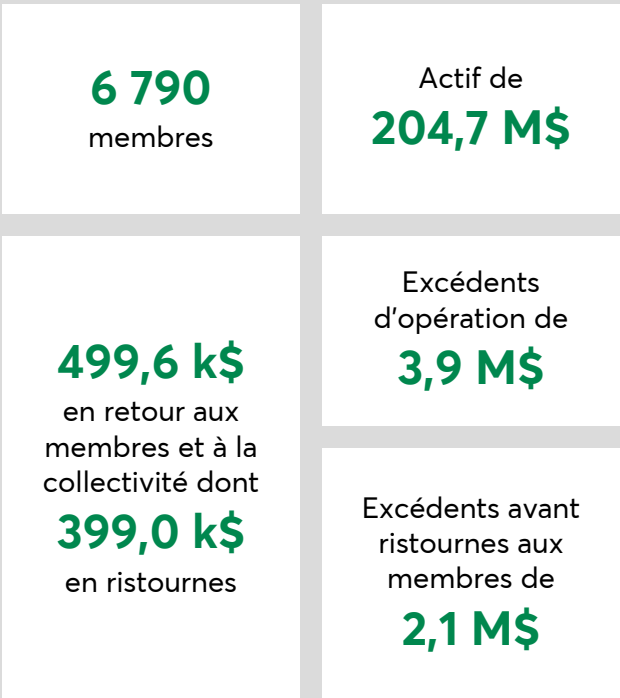 6 790
membres
Actif de
204,7 M$
499,6 k$
en retour aux
membres et à la
collectivité dont
399,0 k$
en ristournes
Excédents
d'opération de
3,9 M$
Excédents avant
ristournes aux
membres de
2,1 M$